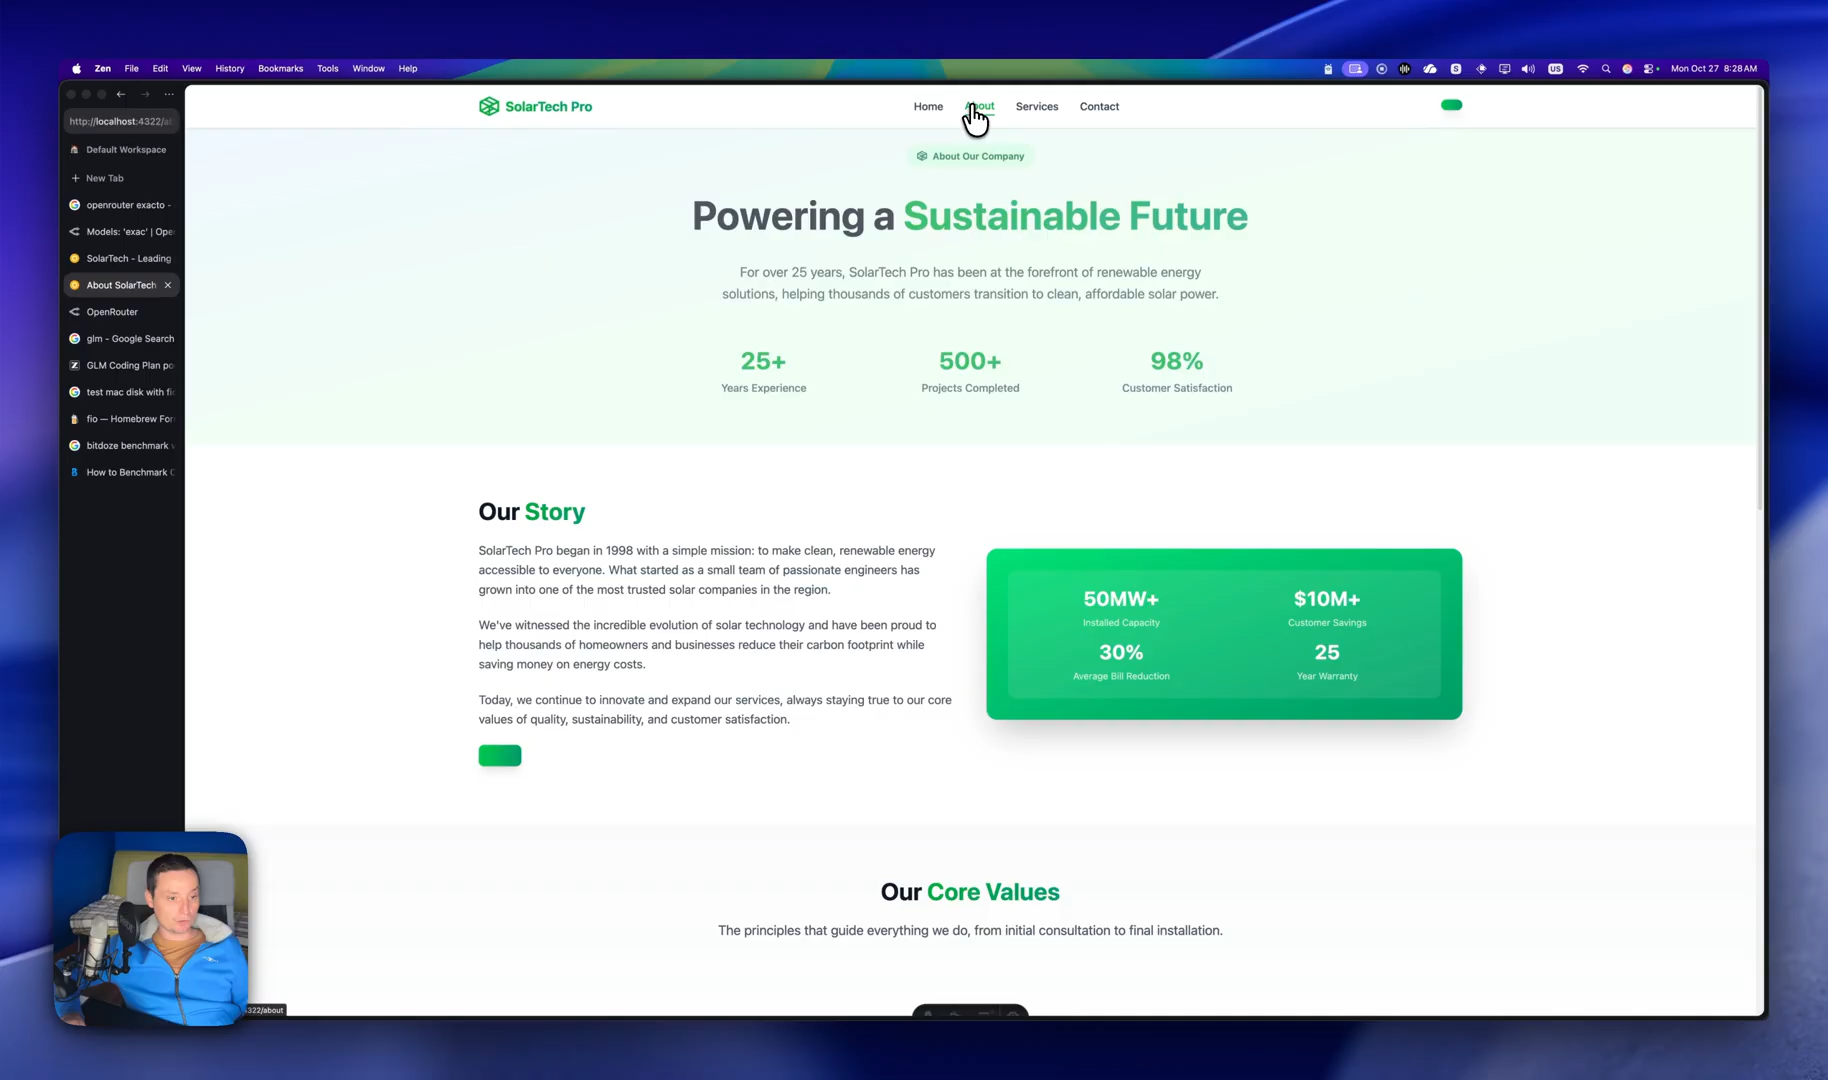 Zen File Edit View History Bookmarks Tools Window Help
US Mon Oct 27 8:28 AM
http://localhost:4322/ab
Default Workspace
New Tab
openrouter exacto -
Models: 'exac' | Ope
SolarTech - Leading
About SolarTech
OpenRouter
glm - Google Search
GLM Coding Plan po
test mac disk with fi
fio — Homebrew For
bitdoze benchmark
How to Benchmark
SolarTech Pro
Home About Services Contact
About Our Company
Powering a Sustainable Future
For over 25 years, SolarTech Pro has been at the forefront of renewable energy
solutions, helping thousands of customers transition to clean, affordable solar power.
25+ 500+ 98%
Years Experience Projects Completed Customer Satisfaction
Our Story
SolarTech Pro began in 1998 with a simple mission: to make clean, renewable energy
accessible to everyone. What started as a small team of passionate engineers has
grown into one of the most trusted solar companies in the region.
We've witnessed the incredible evolution of solar technology and have been proud to
help thousands of homeowners and businesses reduce their carbon footprint while
saving money on energy costs.
Today, we continue to innovate and expand our services, always staying true to our core
values of quality, sustainability, and customer satisfaction.
50MW+ $10M+
Installed Capacity Customer Savings
30% 25
Average Bill Reduction Year Warranty
Our Core Values
The principles that guide everything we do, from initial consultation to final installation.
322/about